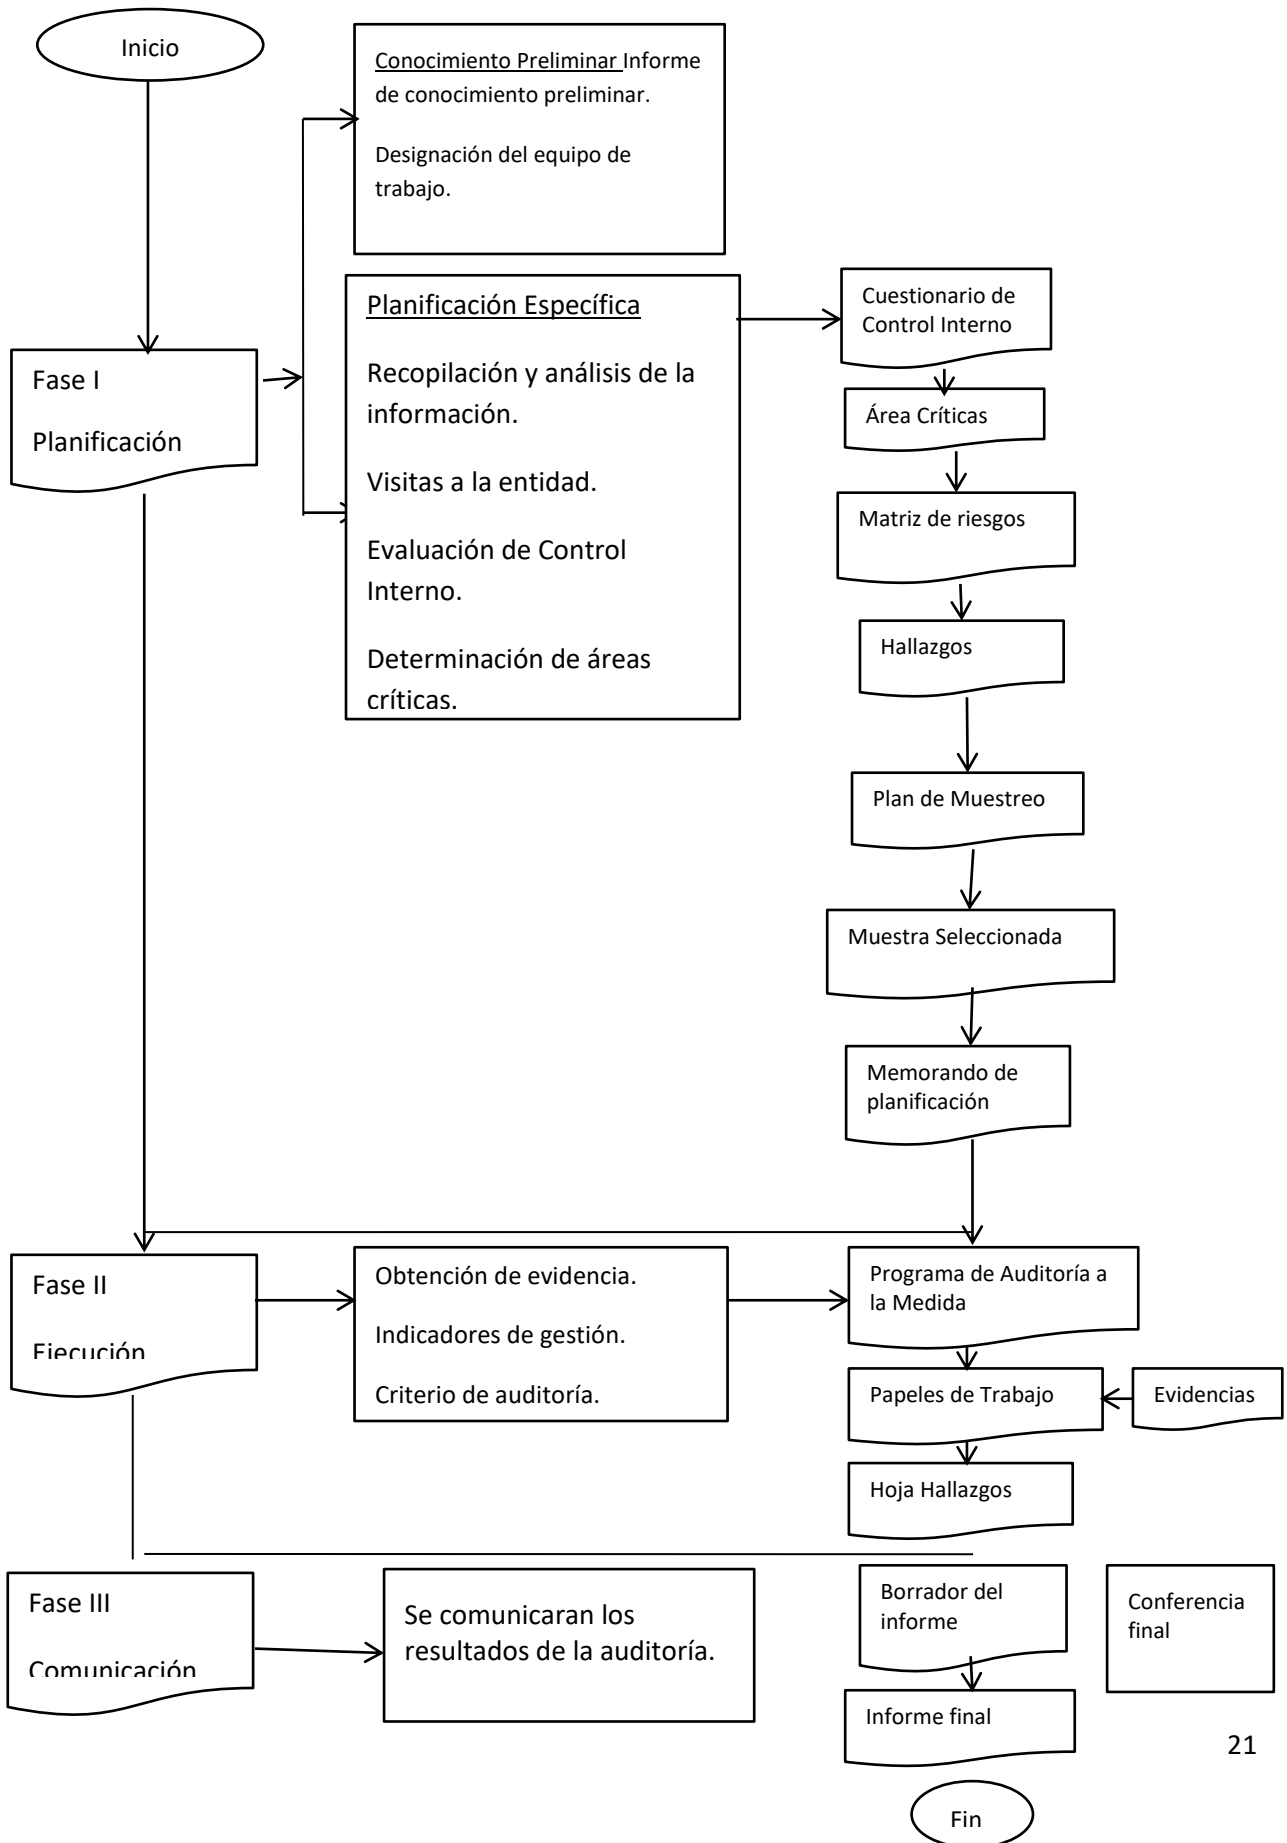 Inicio
Conocimiento Preliminar Informe
de conocimiento preliminar.
Designación del equipo de
trabajo.
Fase I
Planificación
Planificación Específica
Recopilación y análisis de la
información.
Visitas a la entidad.
Evaluación de Control
Interno.
Determinación de áreas
críticas.
Cuestionario de
Control Interno
Área Críticas
Matriz de riesgos
Hallazgos
Plan de Muestreo
Muestra Seleccionada
Memorando de
planificación
Fase II
Ejecución
Obtención de evidencia.
Indicadores de gestión.
Criterio de auditoría.
Programa de Auditoría a
la Medida
Papeles de Trabajo
Evidencias
Hoja Hallazgos
Fase III
Comunicación
Se comunicaran los
resultados de la auditoría.
Borrador del
informe
Conferencia
final
Informe final
21
Fin